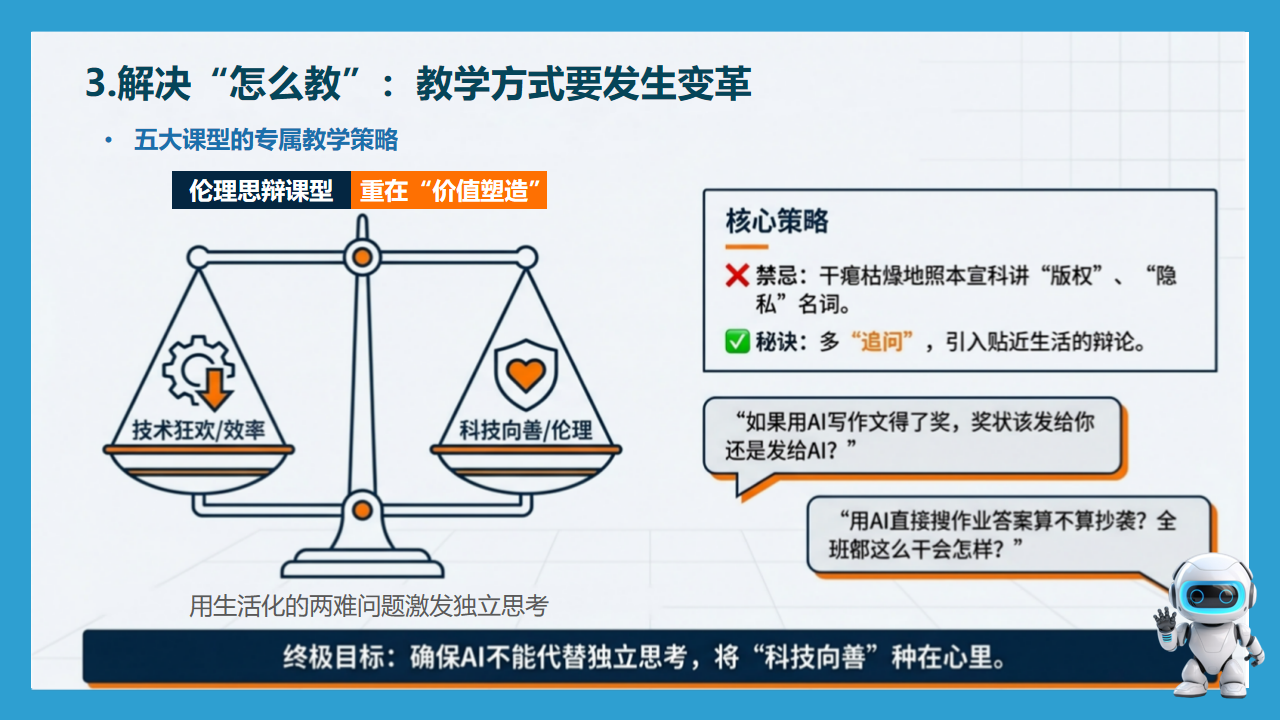 3.解决“怎么教”：教学方式要发生变革
• 五大课型的专属教学策略
伦理思辩课型 重在“价值塑造”
技术狂欢/效率
科技向善/伦理
用生活化的两难问题激发独立思考
核心策略
❌ 禁忌：干瘪枯燥地照本宣科讲“版权”、“隐
私”名词。
✅ 秘诀：多“追问”，引入贴近生活的辩论。
“如果用AI写作文得了奖，奖状该发给你
还是发给AI？”
“用AI直接搜作业答案算不算抄袭？全
班都这么干会怎样？”
终极目标：确保AI不能代替独立思考，将“科技向善”种在心里。